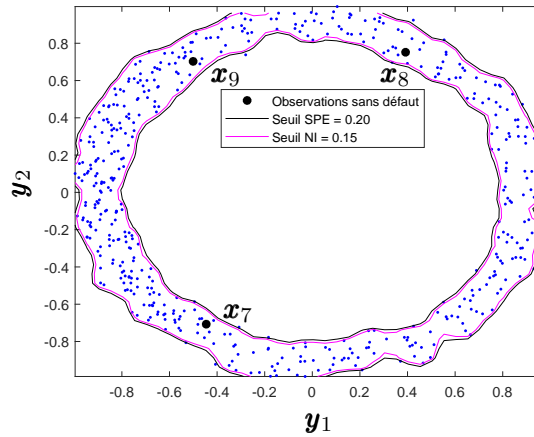 0.8
0.6
0.4
0.2
0
-0.2
-0.4
-0.6
-0.8
y2
x9
x8
x7
Observations sans défaut
Seuil SPE = 0.20
Seuil NI = 0.15
-0.8 -0.6 -0.4 -0.2 0 0.2 0.4 0.6 0.8
y1